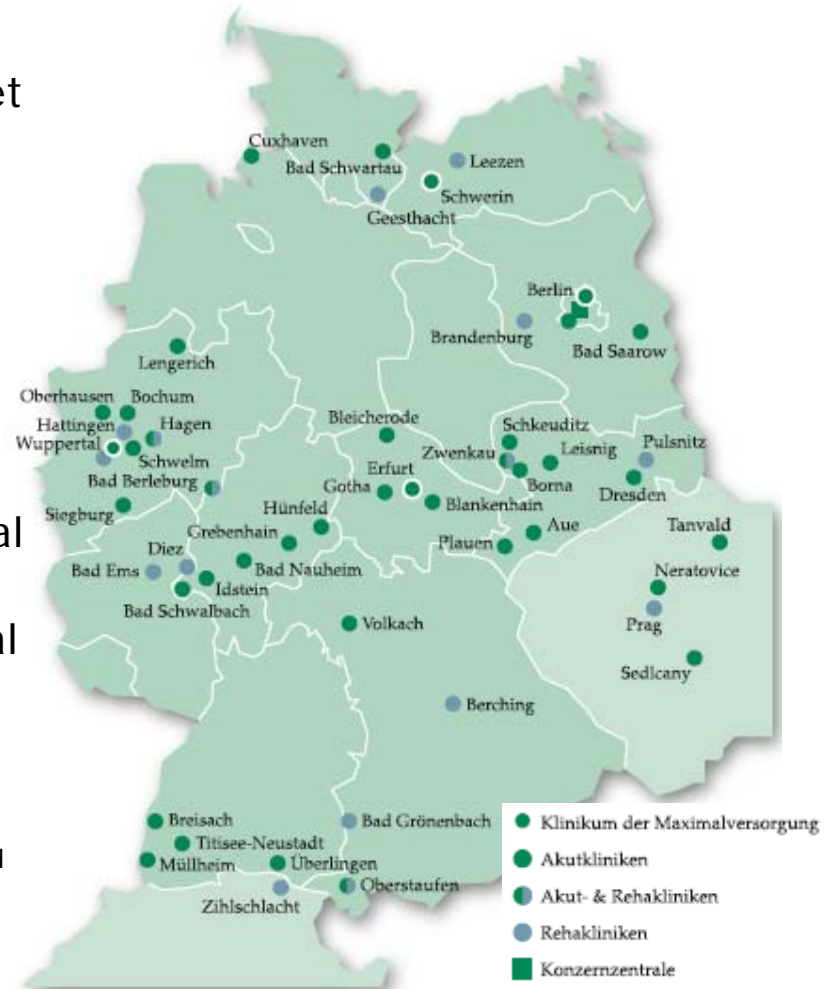 et
Cuxhaven
Bad Schwartau
Leezen
Schwerin
Geesthacht
Berlin
Brandenburg
Bad Saarow
Lengerich
Oberhausen
Bochum
Hattingen
Hagen
Wuppertal
Schwelm
Bad Berleburg
Siegburg
Bleicherode
Erfurt
Gotha
Blankenhain
Schkeuditz
Zwenkau
Leisnig
Borna
Pulsnitz
Dresden
Aue
Plauen
Hünfeld
Grebenhain
Bad Nauheim
Diez
Bad Ems
Idstein
Bad Schwalbach
al
al
Tanvald
Neratovice
Prag
Sedlcany
Volkach
Berching
Breisach
Titisee-Neustadt
Müllheim
Überlingen
Bad Grönenbach
Oberstaufen
Zihlschlacht
Klinikum der Maximalversorgung
Akutkliniken
Akut- & Rehakliniken
Rehakliniken
Konzernzentrale